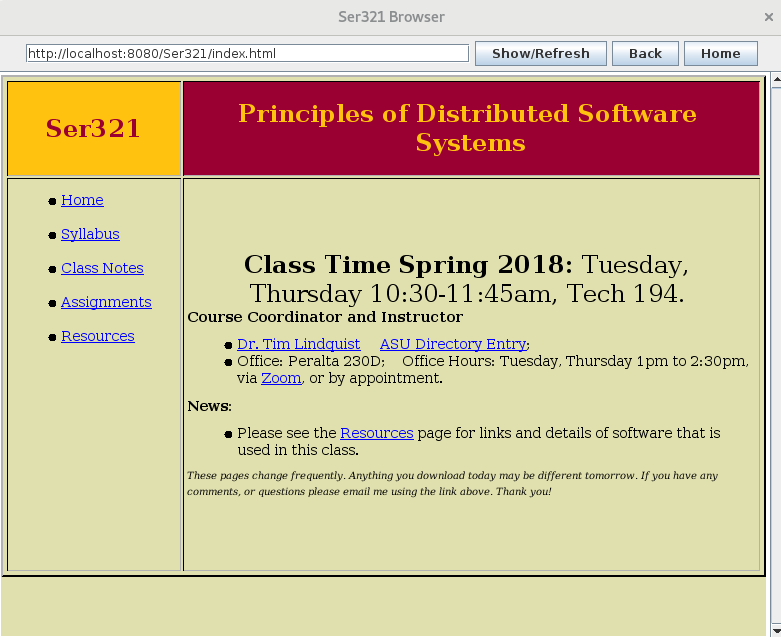 Ser321 Browser
http://localhost:8080/Ser321/index.html
Show/Refresh
Back
Home
Ser321
Principles of Distributed Software
Systems
Home
Syllabus
Class Notes
Assignments
Resources
Class Time Spring 2018: Tuesday,
Thursday 10:30-11:45am, Tech 194.
Course Coordinator and Instructor
Dr. Tim Lindquist ASU Directory Entry;
Office: Peralta 230D; Office Hours: Tuesday, Thursday 1pm to 2:30pm,
via Zoom, or by appointment.
News:
Please see the Resources page for links and details of software that is
used in this class.
These pages change frequently. Anything you download today may be different tomorrow. If you have any
comments, or questions please email me using the link above. Thank you!